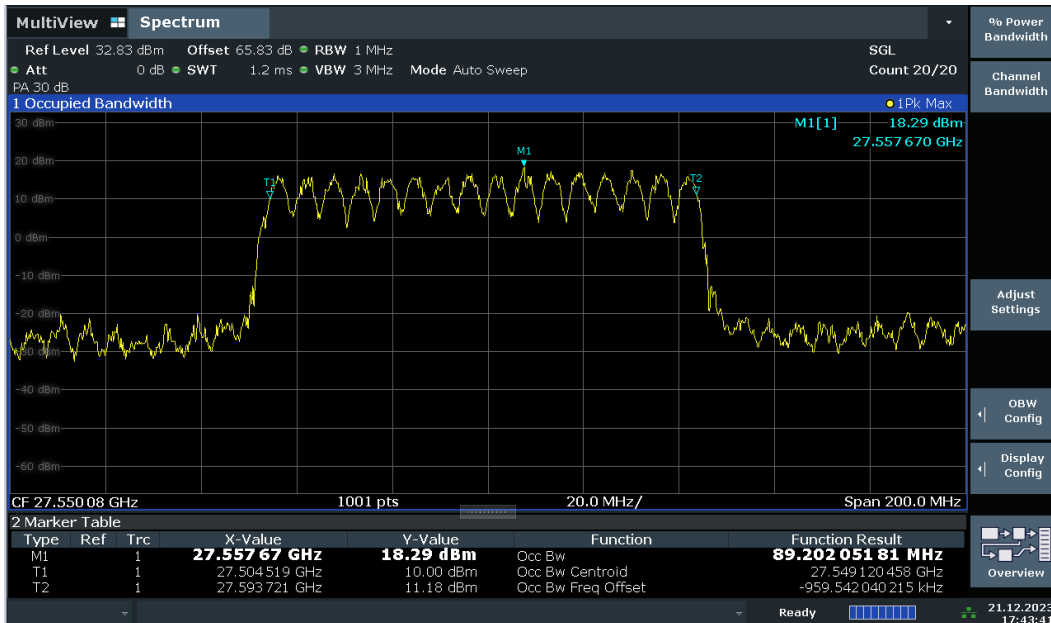 MultiView Spectrum
Ref Level 32.83 dBm Offset 65.83 dB RBW 1 MHz SGL
Att 0 dB SWT 1.2 ms VBW 3 MHz Mode Auto Sweep Count 20/20
PA 30 dB
1 Occupied Bandwidth 1Pk Max
30 dBm
M1[1] 18.29 dBm
27.557 670 GHz
M1
20 dBm
T1
T2
10 dBm
0 dBm
-10 dBm
-20 dBm
-30 dBm
-40 dBm
-50 dBm
-60 dBm
CF 27.550 08 GHz 1001 pts 20.0 MHz/ Span 200.0 MHz
2 Marker Table
Type Ref Trc X-Value Y-Value Function Function Result
M1 1 27.557 67 GHz 18.29 dBm Occ Bw 89.202 051 81 MHz
T1 1 27.504 519 GHz 10.00 dBm Occ Bw Centroid 27.549 120 458 GHz
T2 1 27.593 721 GHz 11.18 dBm Occ Bw Freq Offset -959.542 040 215 kHz
Ready
21.12.2023
17:43:41
% Power
Bandwidth
Channel
Bandwidth
Adjust
Settings
OBW
Config
Display
Config
Overview